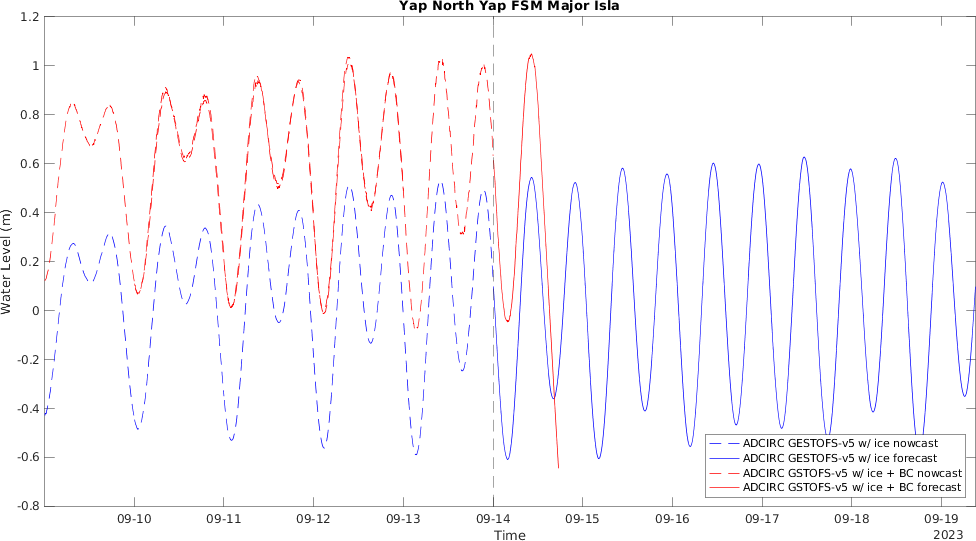 Yap North Yap FSM Major Isla
1.2
1
0.8
0.6
0.4
0.2
0
-0.2
-0.4
-0.6
-0.8
Water Level (m)
ADCIRC GESTOFS-v5 w/ ice nowcast
ADCIRC GESTOFS-v5 w/ ice forecast
ADCIRC GSTOFS-v5 w/ ice + BC nowcast
ADCIRC GSTOFS-v5 w/ ice + BC forecast
09-10 09-11 09-12 09-13 09-14 09-15 09-16 09-17 09-18 09-19
Time
2023